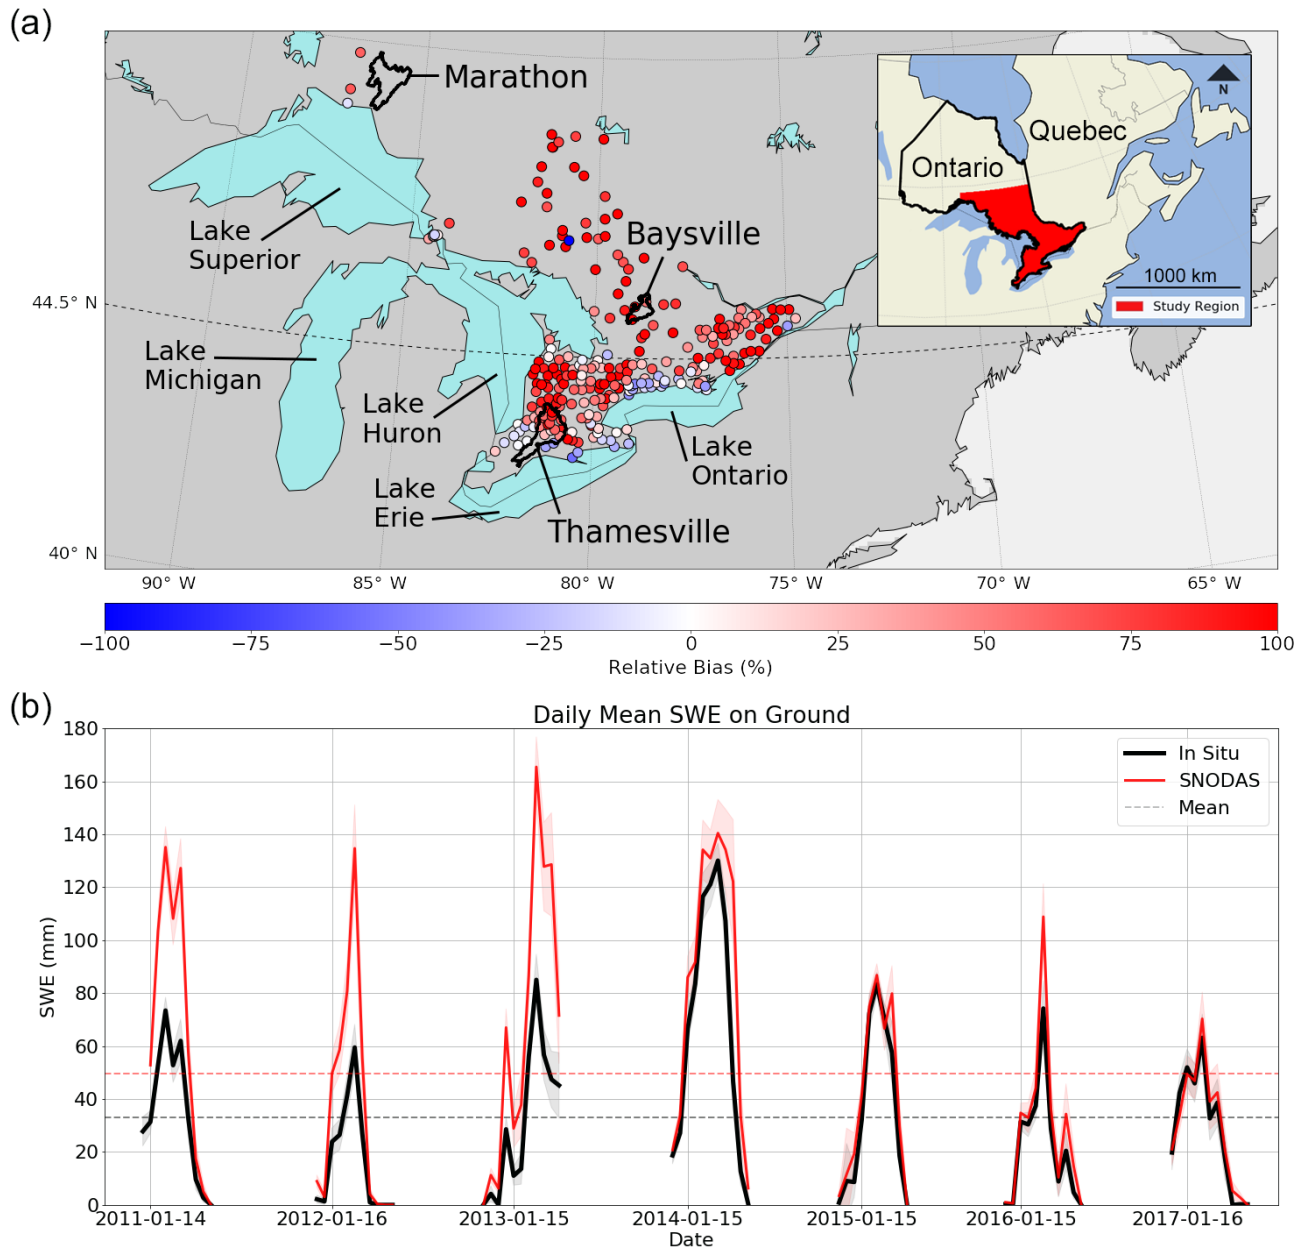 (a)
Marathon
N
Quebec
Ontario
Lake
Superior
Baysville
1000 km
Study Region
44.5° N
Lake
Michigan
Lake
Huron
Lake
Ontario
Lake
Erie
Thamesville
40° N
90° W
85° W
80° W
75° W
70° W
65° W
−100
−75
−50
−25
0
25
50
75
100
Relative Bias (%)
(b)
Daily Mean SWE on Ground
180
160
140
120
100
80
60
40
20
0
SWE (mm)
In Situ
SNODAS
Mean
2011-01-14
2012-01-16
2013-01-15
2014-01-15
2015-01-15
2016-01-15
2017-01-16
Date